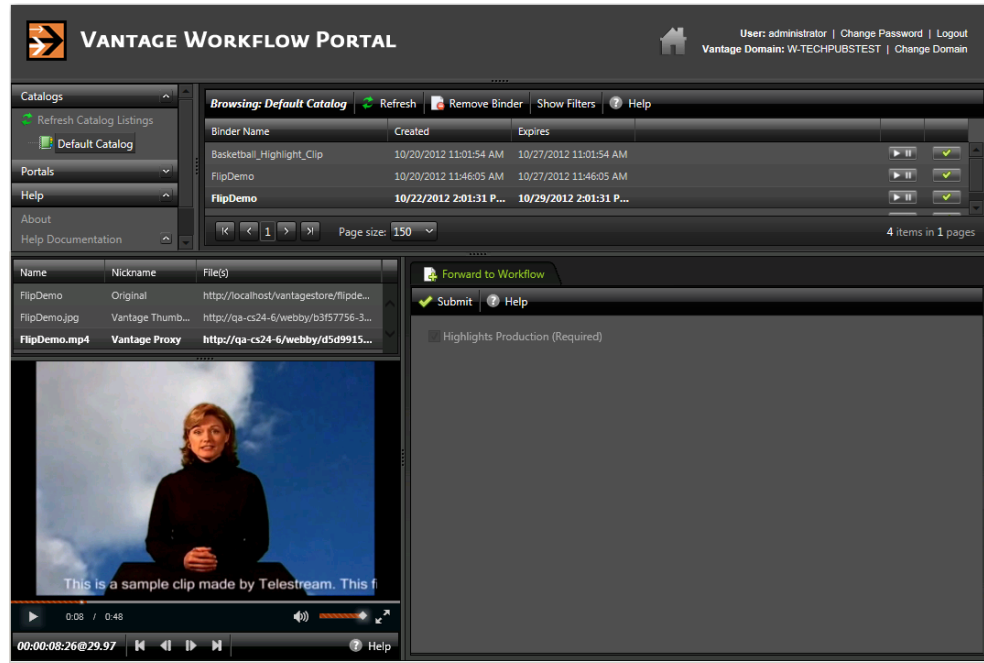 VANTAGE WORKFLOW PORTAL
User: administrator | Change Password | Logout
Vantage Domain: W-TECHPUBSTEST | Change Domain
Catalogs
Refresh Catalog Listings
Default Catalog
Portals
Help
About
Help Documentation
Browsing: Default Catalog Refresh Remove Binder Show Filters Help
Binder Name Created Expires
Basketball_Highlight_Clip 10/20/2012 11:01:54 AM 10/27/2012 11:01:54 AM
FlipDemo 10/20/2012 11:46:05 AM 10/27/2012 11:46:05 AM
FlipDemo 10/22/2012 2:01:31 P... 10/29/2012 2:01:31 P...
1 Page size: 150 4 items in 1 pages
Name Nickname File(s)
FlipDemo Original http://localhost/vantagestore/flipde...
FlipDemo.jpg Vantage Thumb... http://qa-cs24-6/webby/b3f57756-3...
FlipDemo.mp4 Vantage Proxy http://qa-cs24-6/webby/d5d9915...
This is a sample clip made by Telestream. This fi
0:08 / 0:48
00:00:08:26@29.97 Help
Forward to Workflow
Submit Help
Highlights Production (Required)